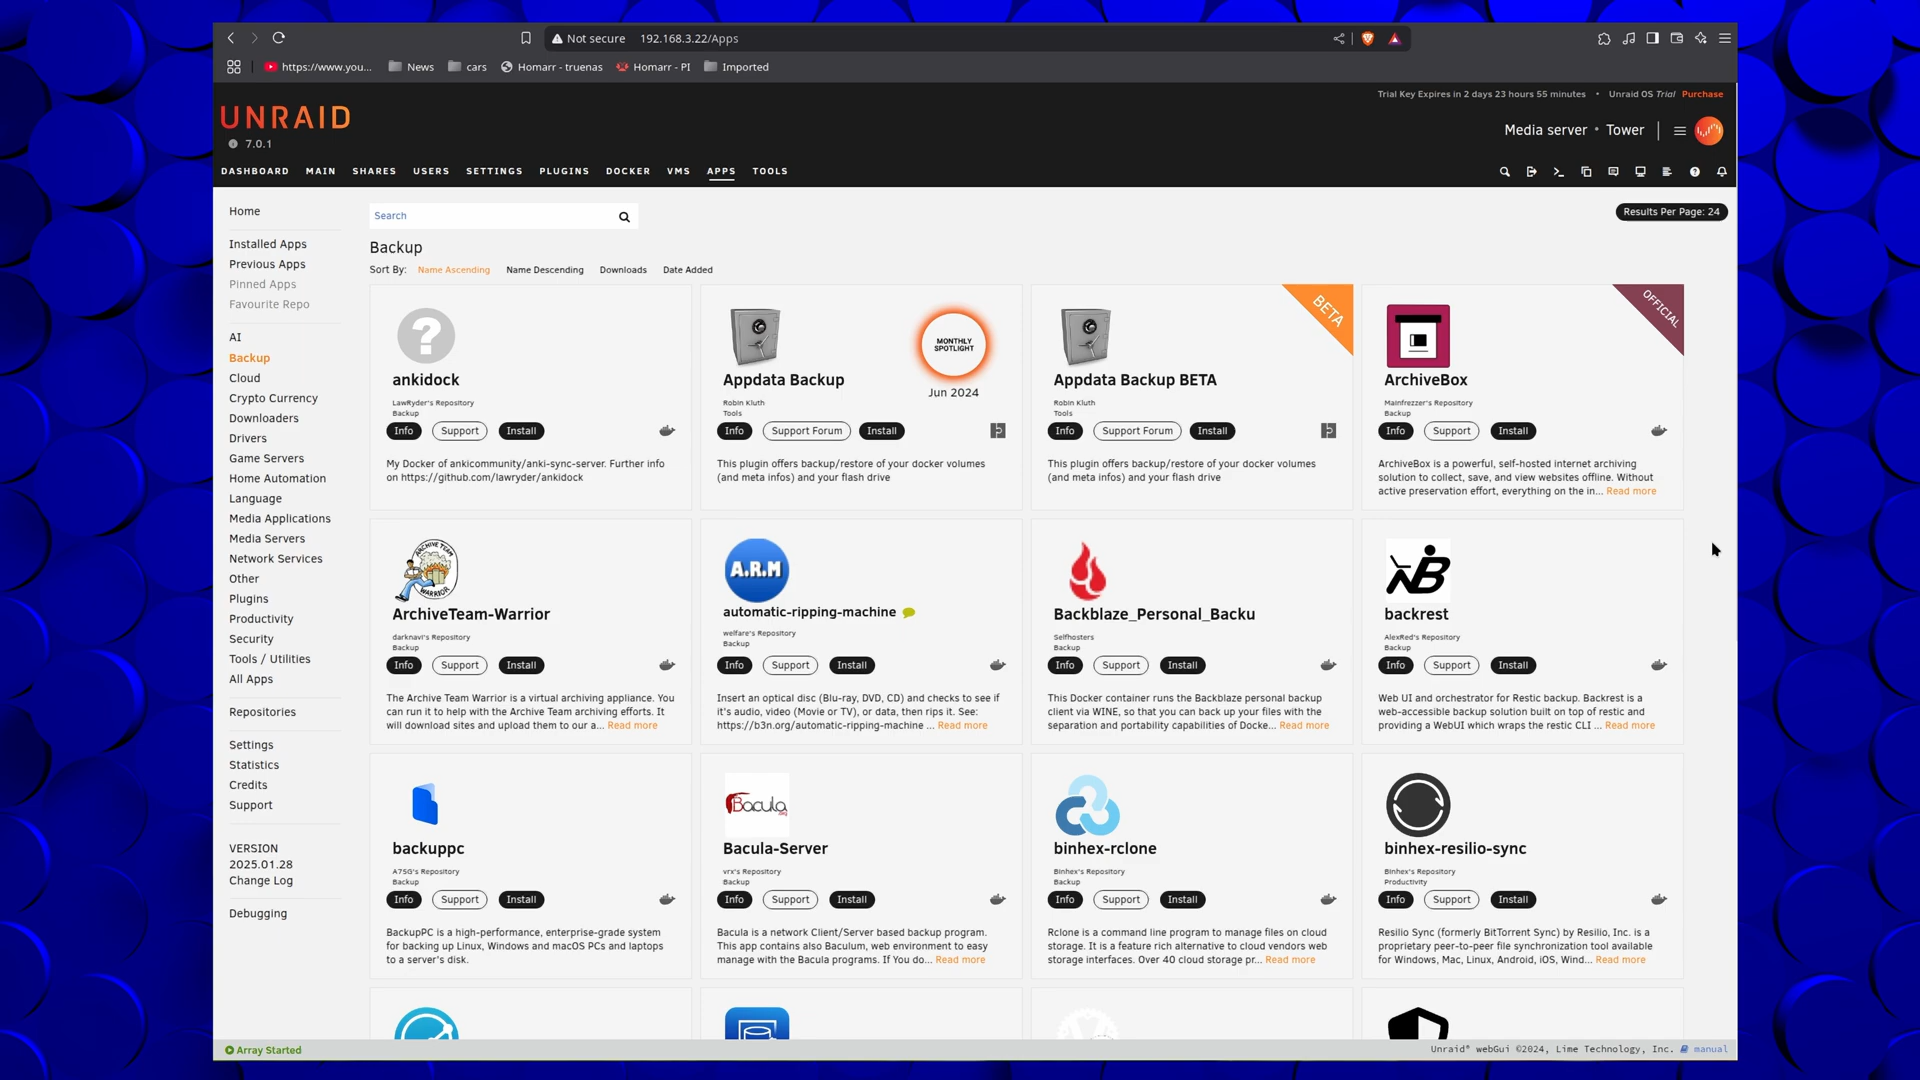 Not secure 192.168.3.22/Apps
https://www.you... News cars Homarr - truenas Homarr - PI Imported
Trial Key Expires in 2 days 23 hours 55 minutes • Unraid OS Trial Purchase
UNRAID
7.0.1
Media server • Tower
DASHBOARD MAIN SHARES USERS SETTINGS PLUGINS DOCKER VMS APPS TOOLS
Home
Installed Apps
Previous Apps
Pinned Apps
Favourite Repo
AI
Backup
Cloud
Crypto Currency
Downloaders
Drivers
Game Servers
Home Automation
Language
Media Applications
Media Servers
Network Services
Other
Plugins
Productivity
Security
Tools / Utilities
All Apps
Repositories
Settings
Statistics
Credits
Support
VERSION
2025.01.28
Change Log
Debugging
Search
Results Per Page: 24
Backup
Sort By: Name Ascending Name Descending Downloads Date Added
ankidock
LawRyder's Repository
Backup
Info Support Install
My Docker of ankicommunity/anki-sync-server. Further info
on https://github.com/lawryder/ankidock
MONTHLY
SPOTLIGHT
Jun 2024
Appdata Backup
Robin Kluth
Tools
Info Support Forum Install
This plugin offers backup/restore of your docker volumes
(and meta infos) and your flash drive
BETA
Appdata Backup BETA
Robin Kluth
Tools
Info Support Forum Install
This plugin offers backup/restore of your docker volumes
(and meta infos) and your flash drive
OFFICIAL
ArchiveBox
Mainfrezzer's Repository
Backup
Info Support Install
ArchiveBox is a powerful, self-hosted internet archiving
solution to collect, save, and view websites offline. Without
active preservation effort, everything on the in... Read more
ARCHIVE TEAM
WARRIOR
ArchiveTeam-Warrior
darknavi's Repository
Backup
Info Support Install
The Archive Team Warrior is a virtual archiving appliance. You
can run it to help with the Archive Team archiving efforts. It
will download sites and upload them to our a... Read more
A.R.M
automatic-ripping-machine
welfare's Repository
Backup
Info Support Install
Insert an optical disc (Blu-ray, DVD, CD) and checks to see if
it's audio, video (Movie or TV), or data, then rips it. See:
https://b3n.org/automatic-ripping-machine ... Read more
Backblaze_Personal_Backu
Selfhosters
Backup
Info Support Install
This Docker container runs the Backblaze personal backup
client via WINE, so that you can back up your files with the
separation and portability capabilities of Docke... Read more
backrest
AlexRed's Repository
Backup
Info Support Install
Web UI and orchestrator for Restic backup. Backrest is a
web-accessible backup solution built on top of restic and
providing a WebUI which wraps the restic CLI ... Read more
backuppc
A75G's Repository
Backup
Info Support Install
BackupPC is a high-performance, enterprise-grade system
for backing up Linux, Windows and macOS PCs and laptops
to a server's disk.
Bacula
Bacula-Server
vrx's Repository
Backup
Info Support Install
Bacula is a network Client/Server based backup program.
This app contains also Baculum, web environment to easy
manage with the Bacula programs. If You do... Read more
binhex-rclone
Binhex's Repository
Backup
Info Support Install
Rclone is a command line program to manage files on cloud
storage. It is a feature rich alternative to cloud vendors web
storage interfaces. Over 40 cloud storage pr... Read more
binhex-resilio-sync
Binhex's Repository
Productivity
Info Support Install
Resilio Sync (formerly BitTorrent Sync) by Resilio, Inc. is a
proprietary peer-to-peer file synchronization tool available
for Windows, Mac, Linux, Android, iOS, Wind... Read more
Array Started
Unraid® webGui ©2024, Lime Technology, Inc. manual